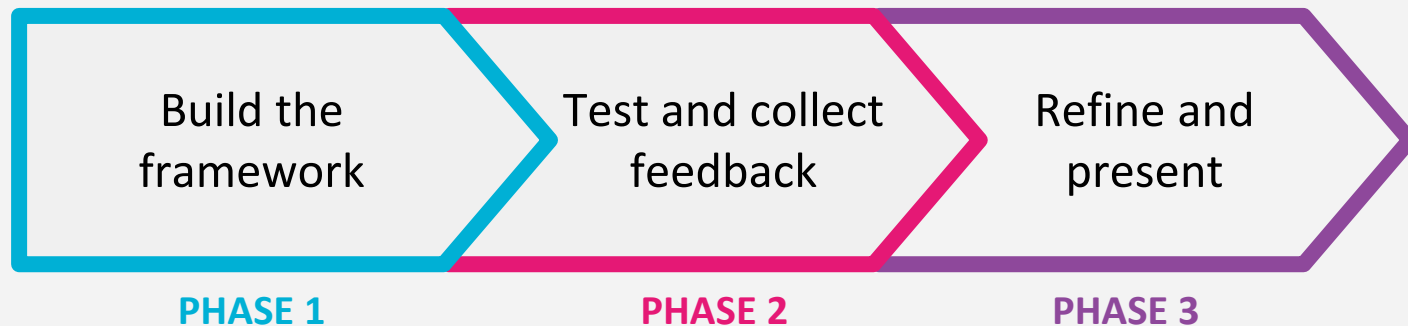 Build the
framework
Test and collect
feedback
Refine and
present
PHASE 1
PHASE 2
PHASE 3